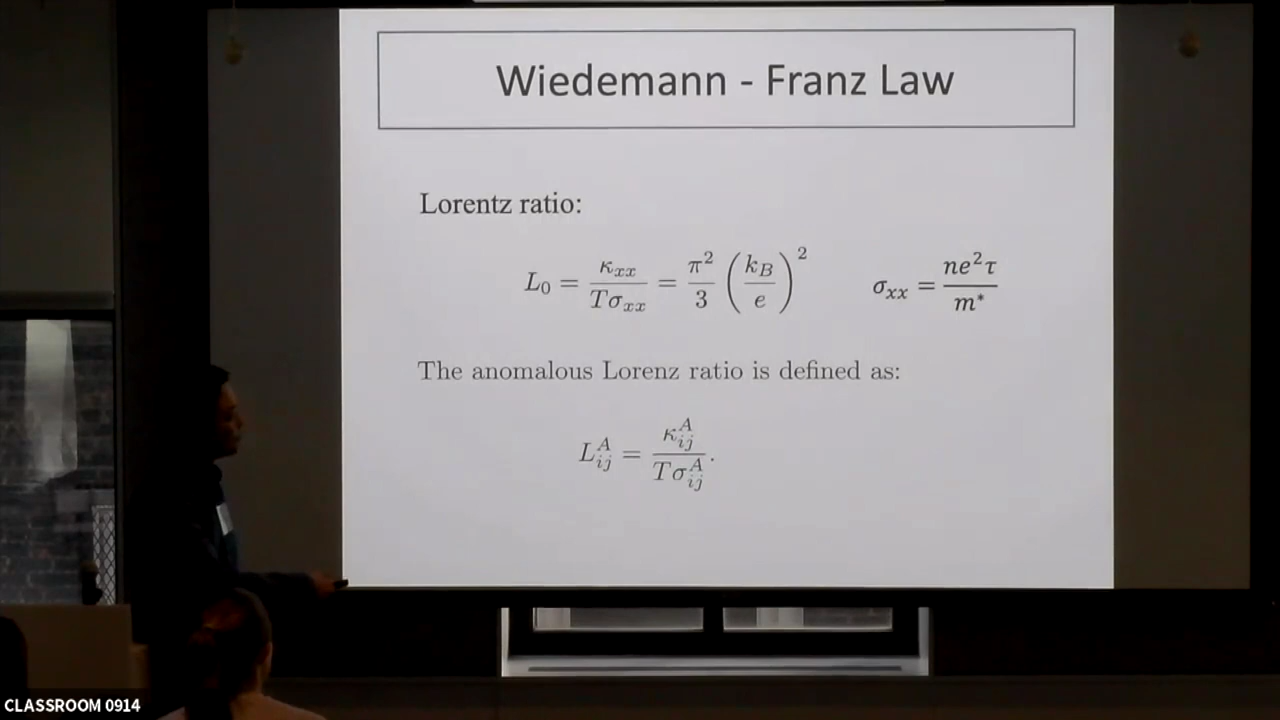 Wiedemann - Franz Law
Lorentz ratio:
L₀ = κₓₓ / Tσₓₓ = π² / 3 (k_B / e)²    σₓₓ = ne²τ / m*
The anomalous Lorenz ratio is defined as:
L^A_ij = κ^A_ij / Tσ^A_ij .
CLASSROOM 0914